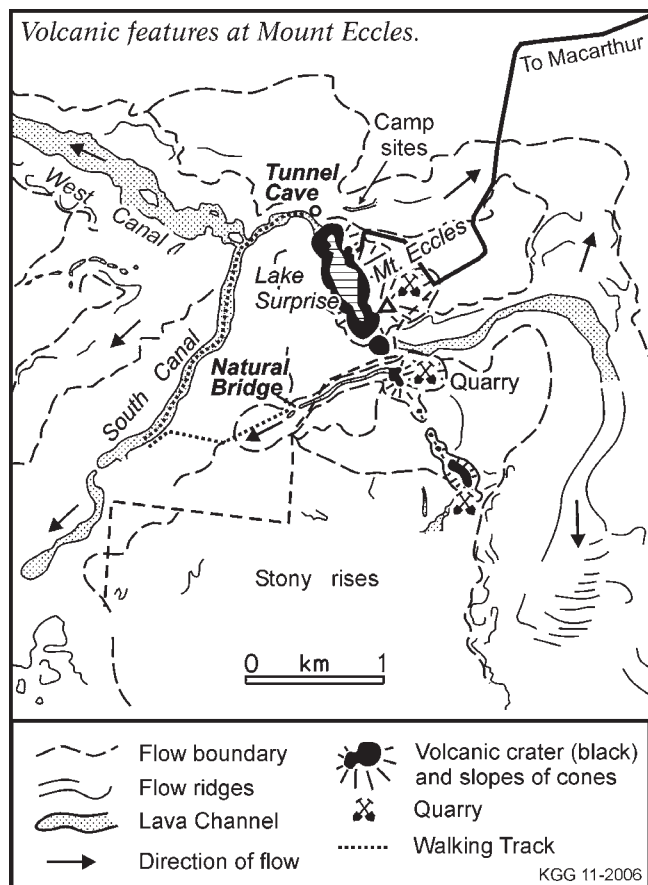 Volcanic features at Mount Eccles.
To Macarthur
Camp
sites
Tunnel
Cave
West Canal
Mt. Eccles
Lake
Surprise
Natural
Bridge
Quarry
South Canal
Stony rises
0 km 1
Flow boundary
Flow ridges
Lava Channel
Direction of flow
Volcanic crater (black)
and slopes of cones
Quarry
Walking Track
KGG 11-2006